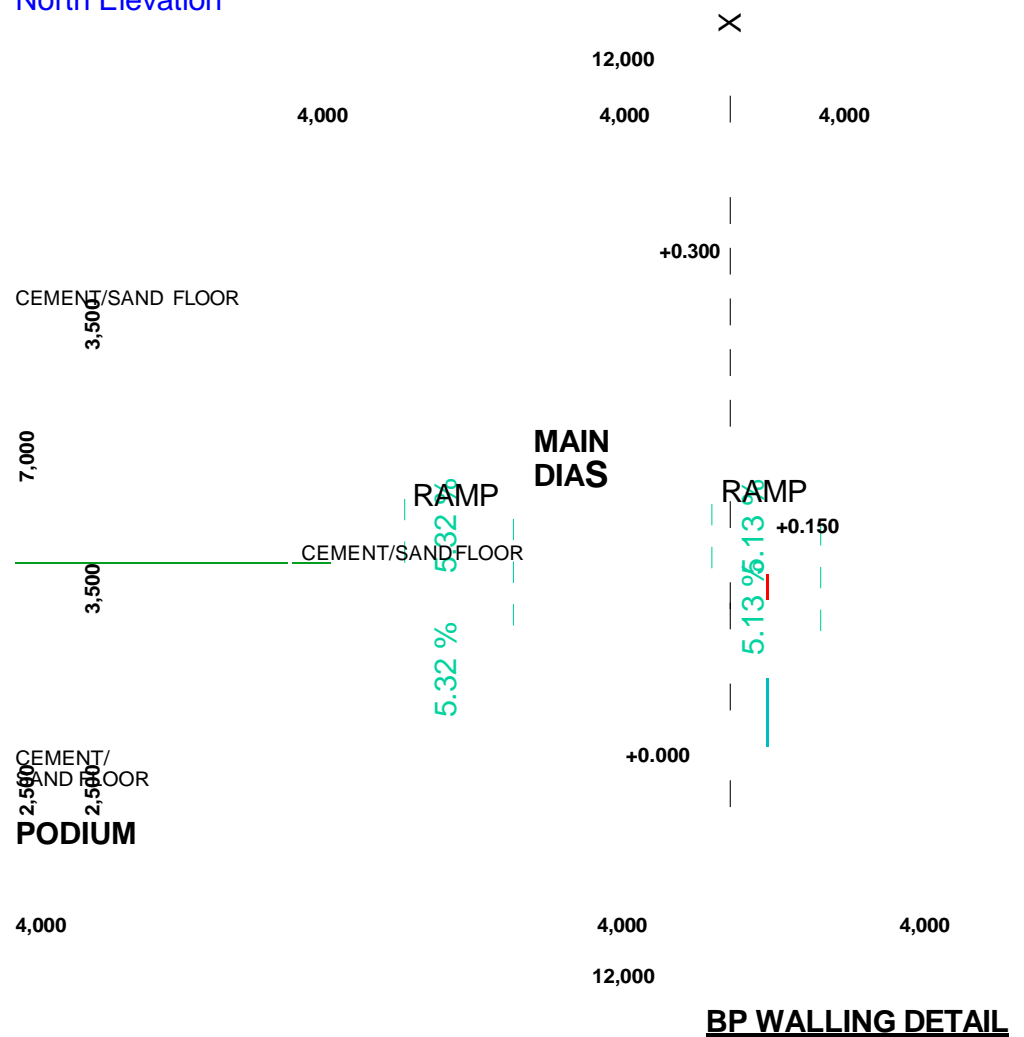 North Elevation
X
12,000
4,000
4,000
4,000
+0.300
CEMENT/SAND FLOOR
3,500
7,000
MAIN
DIAS
RAMP
5.32 %
RAMP
5.13 %
+0.150
CEMENT/SAND FLOOR
3,500
5.13 %
5.32 %
+0.000
CEMENT/
SAND FLOOR
2,500
2,500
PODIUM
4,000
4,000
4,000
12,000
BP WALLING DETAIL